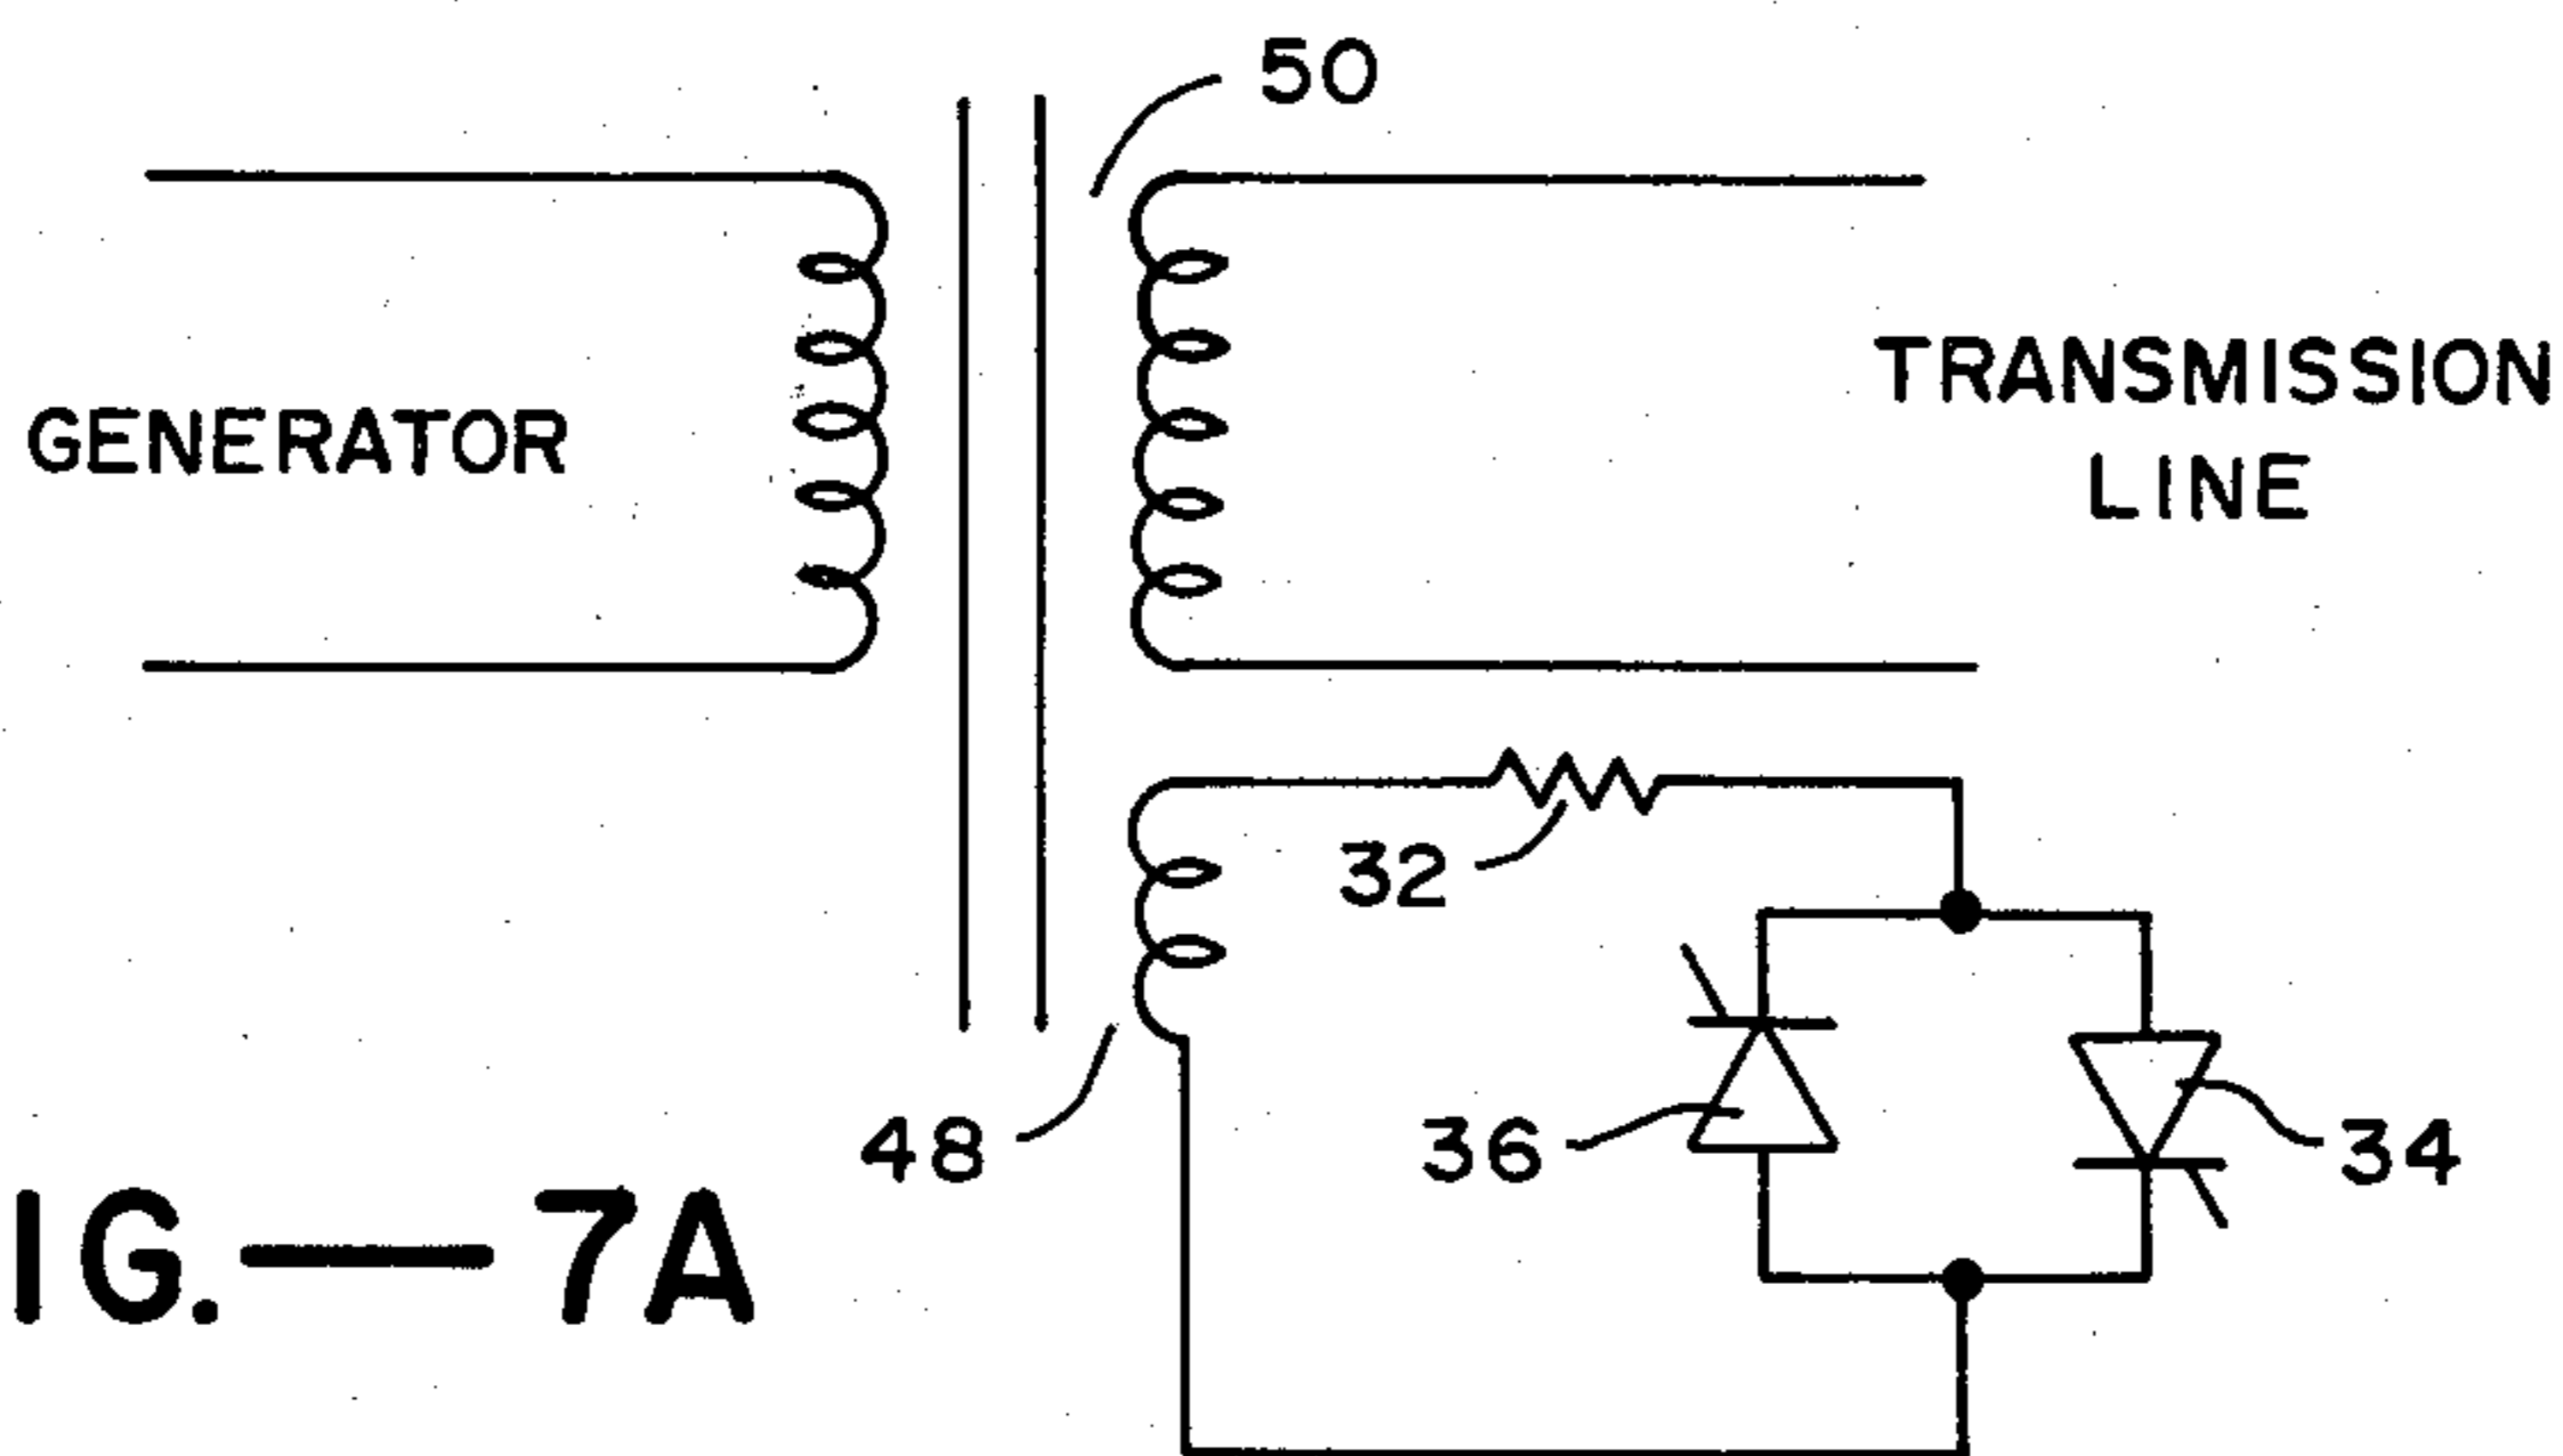 50
GENERATOR
TRANSMISSION
LINE
32
48
36
34
IG.—7A